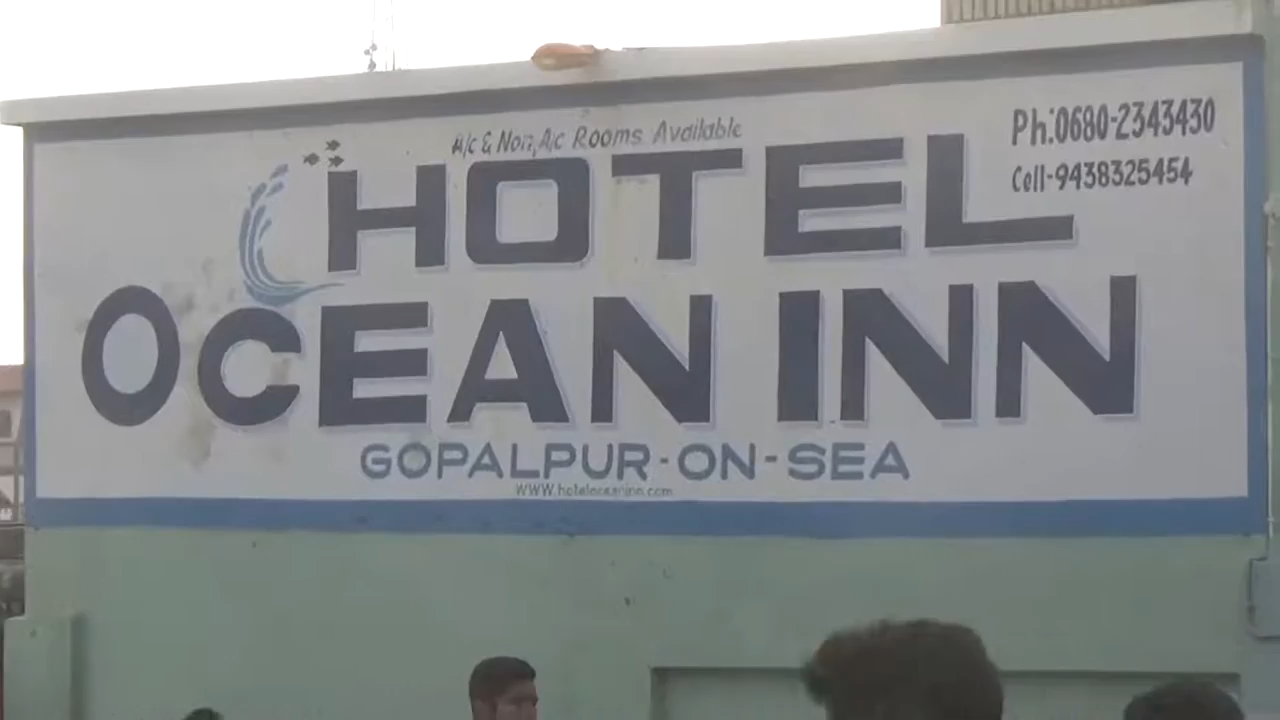 A/c & Non, A/c Rooms Available
Ph:0680-2343430
Cell-9438325454
HOTEL
OCEAN INN
GOPALPUR-ON-SEA
WWW.hoteloceaninn.com